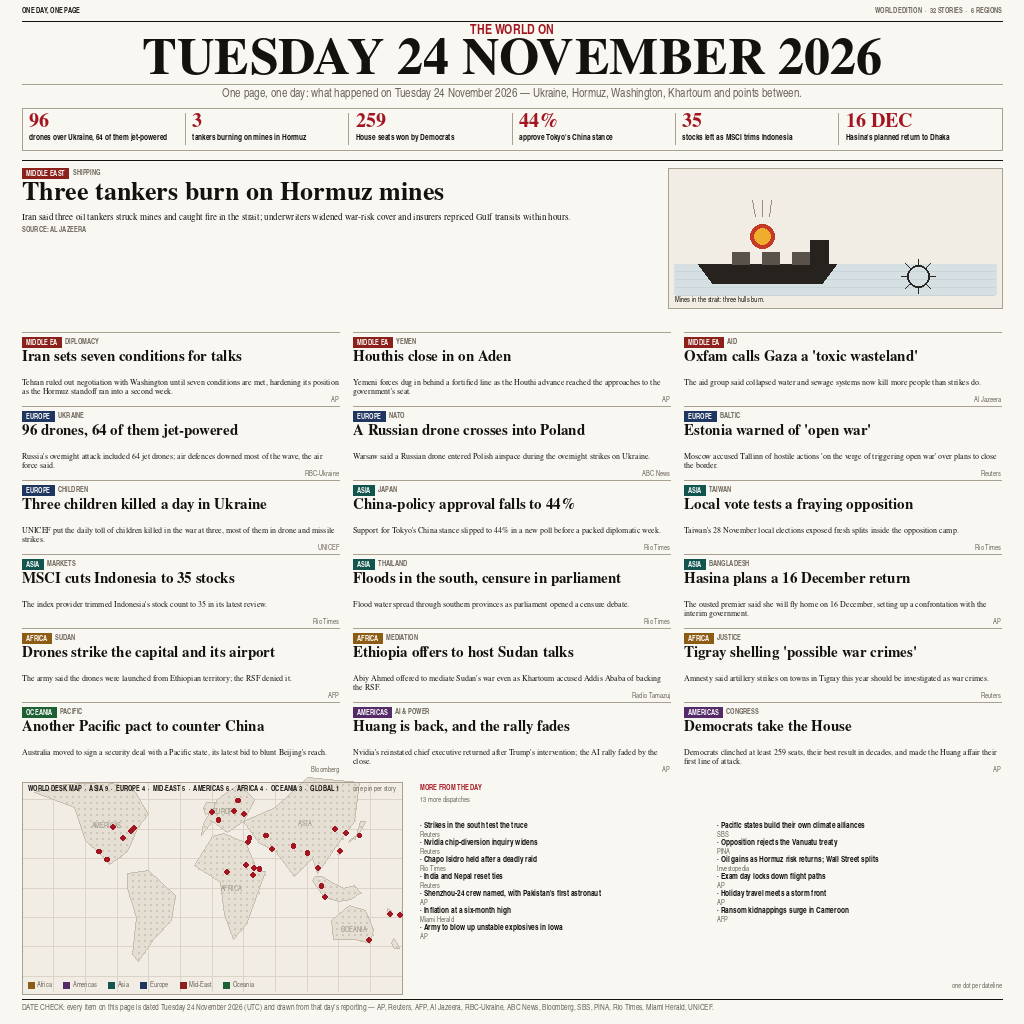 ONE DAY, ONE PAGE
WORLD EDITION · 32 STORIES · 6 REGIONS
THE WORLD ON
TUESDAY 24 NOVEMBER 2026
One page, one day: what happened on Tuesday 24 November 2026 — Ukraine, Hormuz, Washington, Khartoum and points between.
96
drones over Ukraine, 64 of them jet-powered
3
tankers burning on mines in Hormuz
259
House seats won by Democrats
44%
approve Tokyo's China stance
35
stocks left as MSCI trims Indonesia
16 DEC
Hasina's planned return to Dhaka
MIDDLE EAST SHIPPING
Three tankers burn on Hormuz mines
Iran said three oil tankers struck mines and caught fire in the strait; underwriters widened war-risk cover and insurers repriced Gulf transits within hours.
SOURCE: AL JAZEERA
Mines in the strait: three hulls burn.
MIDDLE EA DIPLOMACY
Iran sets seven conditions for talks
Tehran ruled out negotiation with Washington until seven conditions are met, hardening its position
as the Hormuz standoff ran into a second week.
AP
MIDDLE EA YEMEN
Houthis close in on Aden
Yemeni forces dug in behind a fortified line as the Houthi advance reached the approaches to the
government's seat.
AP
MIDDLE EA AID
Oxfam calls Gaza a 'toxic wasteland'
The aid group said collapsed water and sewage systems now kill more people than strikes do.
Al Jazeera
EUROPE UKRAINE
96 drones, 64 of them jet-powered
Russia's overnight attack included 64 jet drones; air defences downed most of the wave, the air
force said.
RBC-Ukraine
EUROPE NATO
A Russian drone crosses into Poland
Warsaw said a Russian drone entered Polish airspace during the overnight strikes on Ukraine.
ABC News
EUROPE BALTIC
Estonia warned of 'open war'
Moscow accused Tallinn of hostile actions 'on the verge of triggering open war' over plans to close
the border.
Reuters
EUROPE CHILDREN
Three children killed a day in Ukraine
UNICEF put the daily toll of children killed in the war at three, most of them in drone and missile
strikes.
UNICEF
ASIA JAPAN
China-policy approval falls to 44%
Support for Tokyo's China stance slipped to 44% in a new poll before a packed diplomatic week.
Rio Times
ASIA TAIWAN
Local vote tests a fraying opposition
Taiwan's 28 November local elections exposed fresh splits inside the opposition camp.
Rio Times
ASIA MARKETS
MSCI cuts Indonesia to 35 stocks
The index provider trimmed Indonesia's stock count to 35 in its latest review.
Rio Times
ASIA THAILAND
Floods in the south, censure in parliament
Flood water spread through southern provinces as parliament opened a censure debate.
Rio Times
ASIA BANGLADESH
Hasina plans a 16 December return
The ousted premier said she will fly home on 16 December, setting up a confrontation with the
interim government.
AP
AFRICA SUDAN
Drones strike the capital and its airport
The army said the drones were launched from Ethiopian territory; the RSF denied it.
AFP
AFRICA MEDIATION
Ethiopia offers to host Sudan talks
Abiy Ahmed offered to mediate Sudan's war even as Khartoum accused Addis Ababa of backing
the RSF.
Radio Tamazuj
AFRICA JUSTICE
Tigray shelling 'possible war crimes'
Amnesty said artillery strikes on towns in Tigray this year should be investigated as war crimes.
Reuters
OCEANIA PACIFIC
Another Pacific pact to counter China
Australia moved to sign a security deal with a Pacific state, its latest bid to blunt Beijing's reach.
Bloomberg
AMERICAS AI & POWER
Huang is back, and the rally fades
Nvidia's reinstated chief executive returned after Trump's intervention; the AI rally faded by the
close.
AP
AMERICAS CONGRESS
Democrats take the House
Democrats clinched at least 259 seats, their best result in decades, and made the Huang affair their
first line of attack.
AP
WORLD DESK MAP · ASIA 9 · EUROPE 4 · MID-EAST 5 · AMERICAS 6 · AFRICA 4 · OCEANIA 3 · GLOBAL 1
one pin per story
AMERICAS
EUROPE
ASIA
AFRICA
OCEANIA
Africa
Americas
Asia
Europe
Mid-East
Oceania
MORE FROM THE DAY
13 more dispatches
· Strikes in the south test the truce
Reuters
· Nvidia chip-diversion inquiry widens
Reuters
· Chapo Isidro held after a deadly raid
Rio Times
· India and Nepal reset ties
Reuters
· Shenzhou-24 crew named, with Pakistan's first astronaut
AP
· Inflation at a six-month high
Miami Herald
· Army to blow up unstable explosives in Iowa
AP
· Pacific states build their own climate alliances
SBS
· Opposition rejects the Vanuatu treaty
PINA
· Oil gains as Hormuz risk returns; Wall Street splits
Investopedia
· Exam day locks down flight paths
AP
· Holiday travel meets a storm front
AP
· Ransom kidnappings surge in Cameroon
AFP
one dot per dateline
DATE CHECK: every item on this page is dated Tuesday 24 November 2026 (UTC) and drawn from that day's reporting — AP, Reuters, AFP, Al Jazeera, RBC-Ukraine, ABC News, Bloomberg, SBS, PINA, Rio Times, Miami Herald, UNICEF.